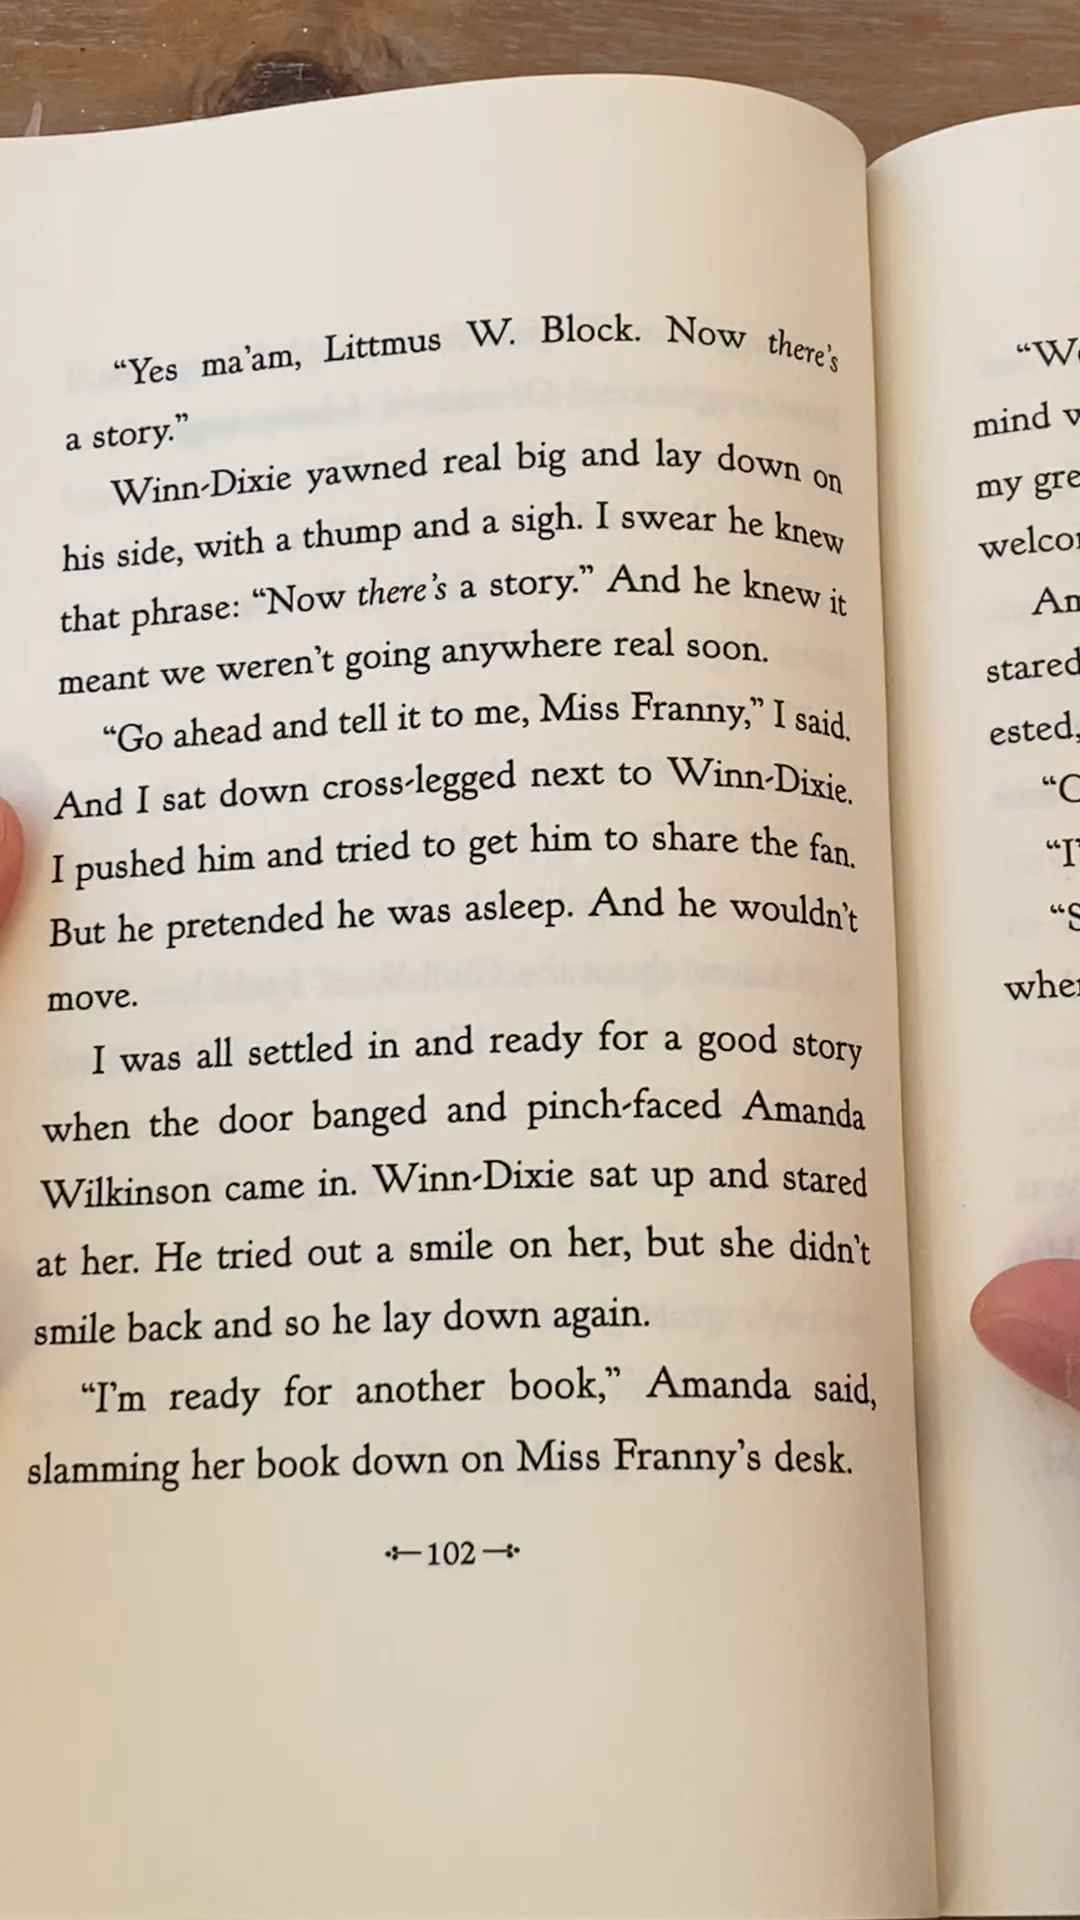 “Yes ma’am, Littmus W. Block. Now there’s
a story.”
Winn-Dixie yawned real big and lay down on
his side, with a thump and a sigh. I swear he knew
that phrase: “Now there’s a story.” And he knew it
meant we weren’t going anywhere real soon.
“Go ahead and tell it to me, Miss Franny,” I said.
And I sat down cross-legged next to Winn-Dixie.
I pushed him and tried to get him to share the fan.
But he pretended he was asleep. And he wouldn’t
move.
I was all settled in and ready for a good story
when the door banged and pinch-faced Amanda
Wilkinson came in. Winn-Dixie sat up and stared
at her. He tried out a smile on her, but she didn’t
smile back and so he lay down again.
“I’m ready for another book,” Amanda said,
slamming her book down on Miss Franny’s desk.
102
mind
my
stared